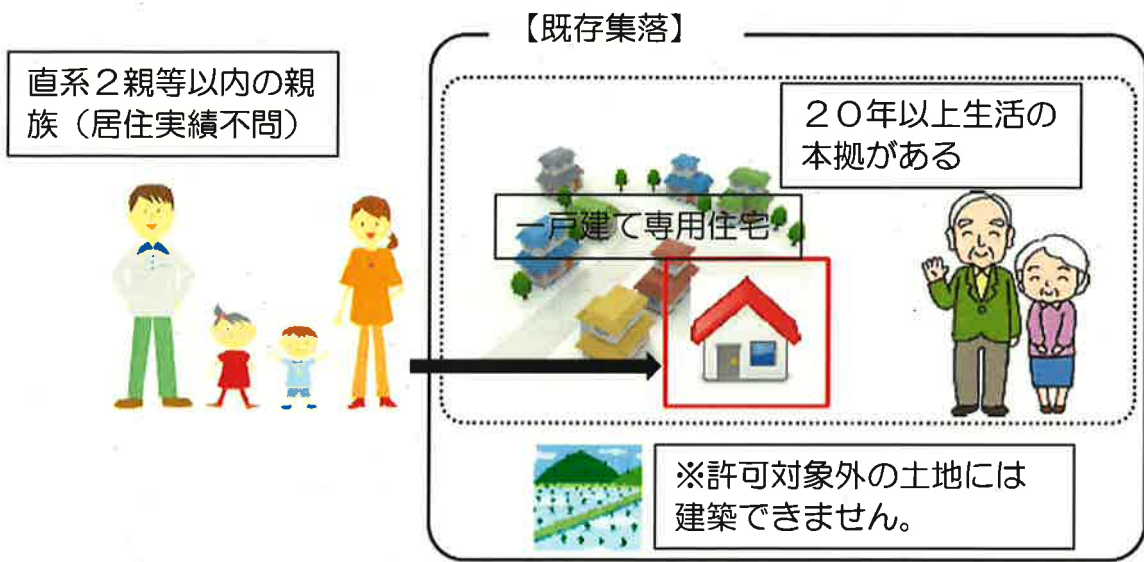 【既存集落】
直系２親等以内の親
族（居住実績不問）
２０年以上生活の
本拠がある
一戸建て専用住宅
※許可対象外の土地には
建築できません。